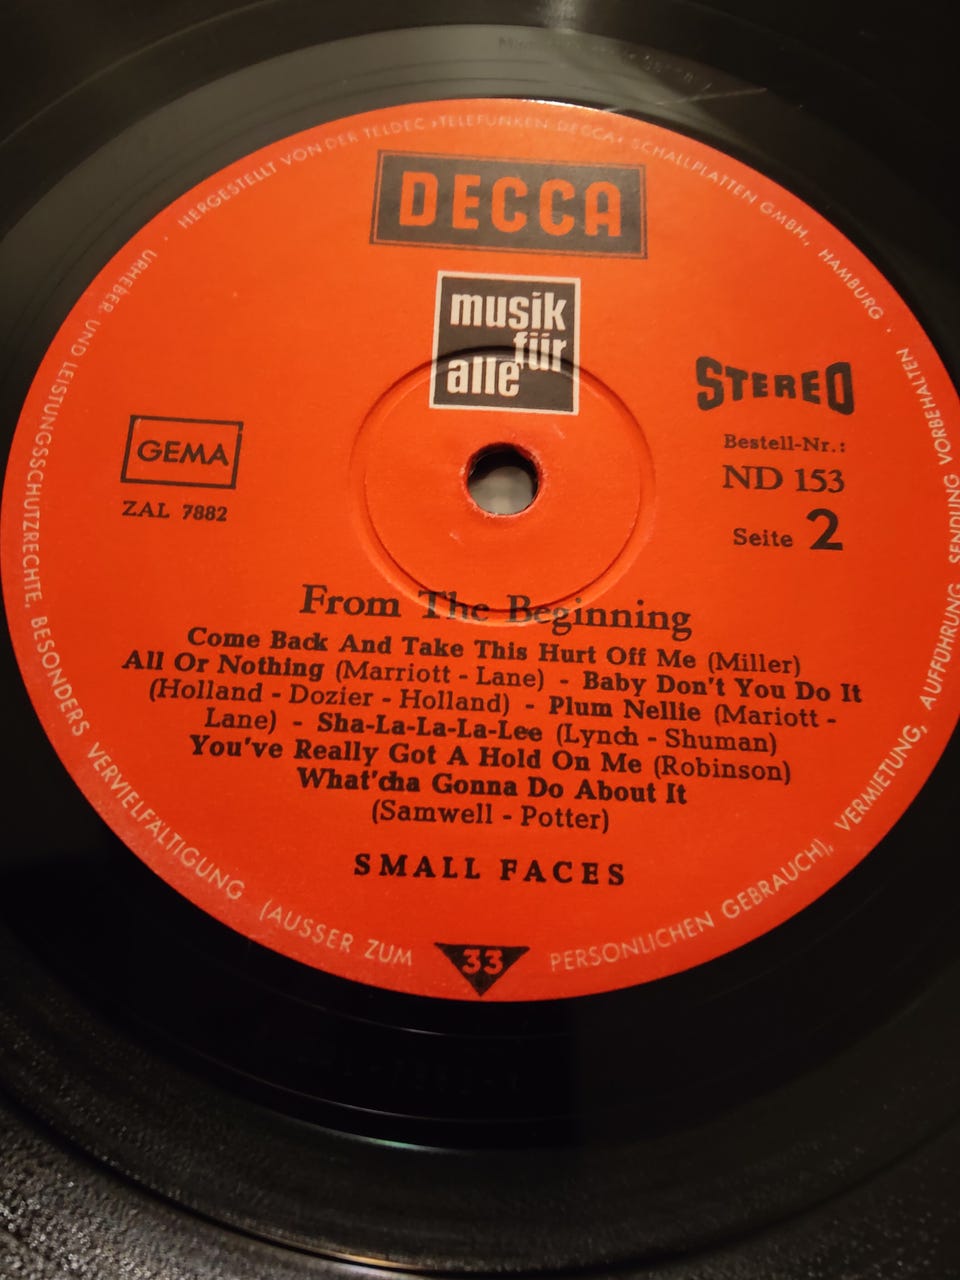 HERGESTELLT VON DER TELDEC »TELEFUNKEN DECCA« SCHALLPLATTEN GMBH., HAMBURG ·
URHEBER- UND LEISTUNGSSCHUTZRECHTE, BESONDERS VERVIELFÄLTIGUNG (AUSSER ZUM PERSÖNLICHEN GEBRAUCH), VERMIETUNG, AUFFÜHRUNG, SENDUNG VORBEHALTEN
DECCA
musik
für
alle
STEREO
GEMA
ZAL 7882
Bestell-Nr.:
ND 153
Seite 2
From The Beginning
Come Back And Take This Hurt Off Me (Miller)
All Or Nothing (Marriott - Lane) - Baby Don't You Do It
(Holland - Dozier - Holland) - Plum Nellie (Mariott -
Lane) - Sha-La-La-La-Lee (Lynch - Shuman)
You've Really Got A Hold On Me (Robinson)
What'cha Gonna Do About It
(Samwell - Potter)
SMALL FACES
33